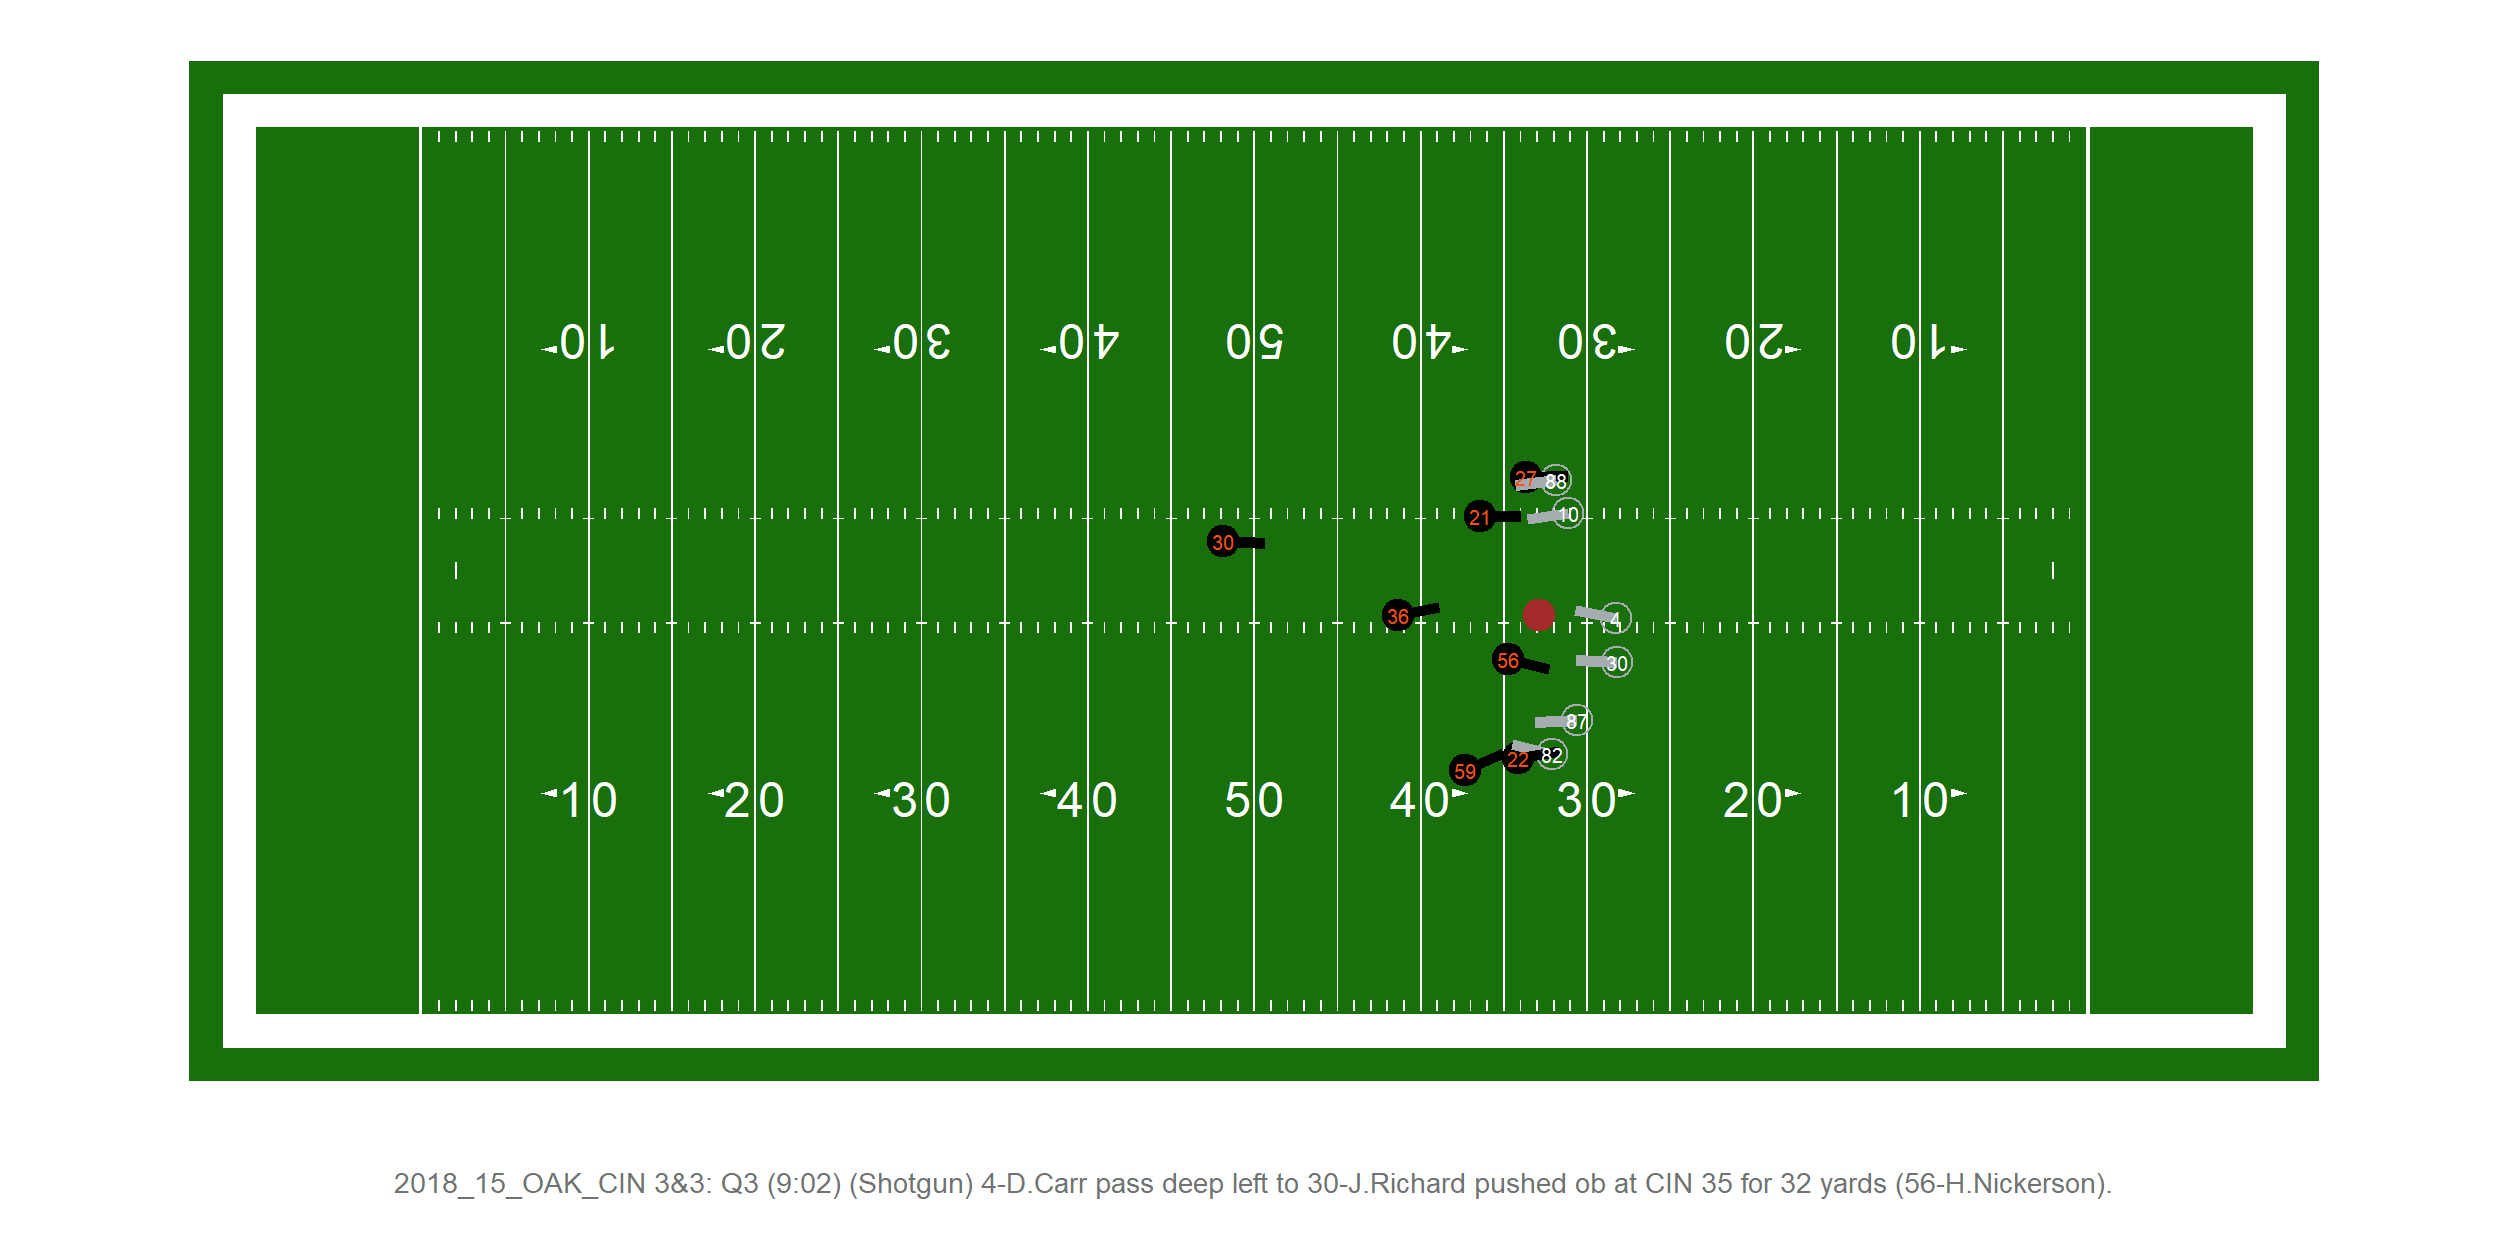 10 20 30 40 50 40 30 20 10
27 88
21 10
30
36 4
56 30
87
59 22 82
10 20 30 40 50 40 30 20 10
2018_15_OAK_CIN 3&3: Q3 (9:02) (Shotgun) 4-D.Carr pass deep left to 30-J.Richard pushed ob at CIN 35 for 32 yards (56-H.Nickerson).